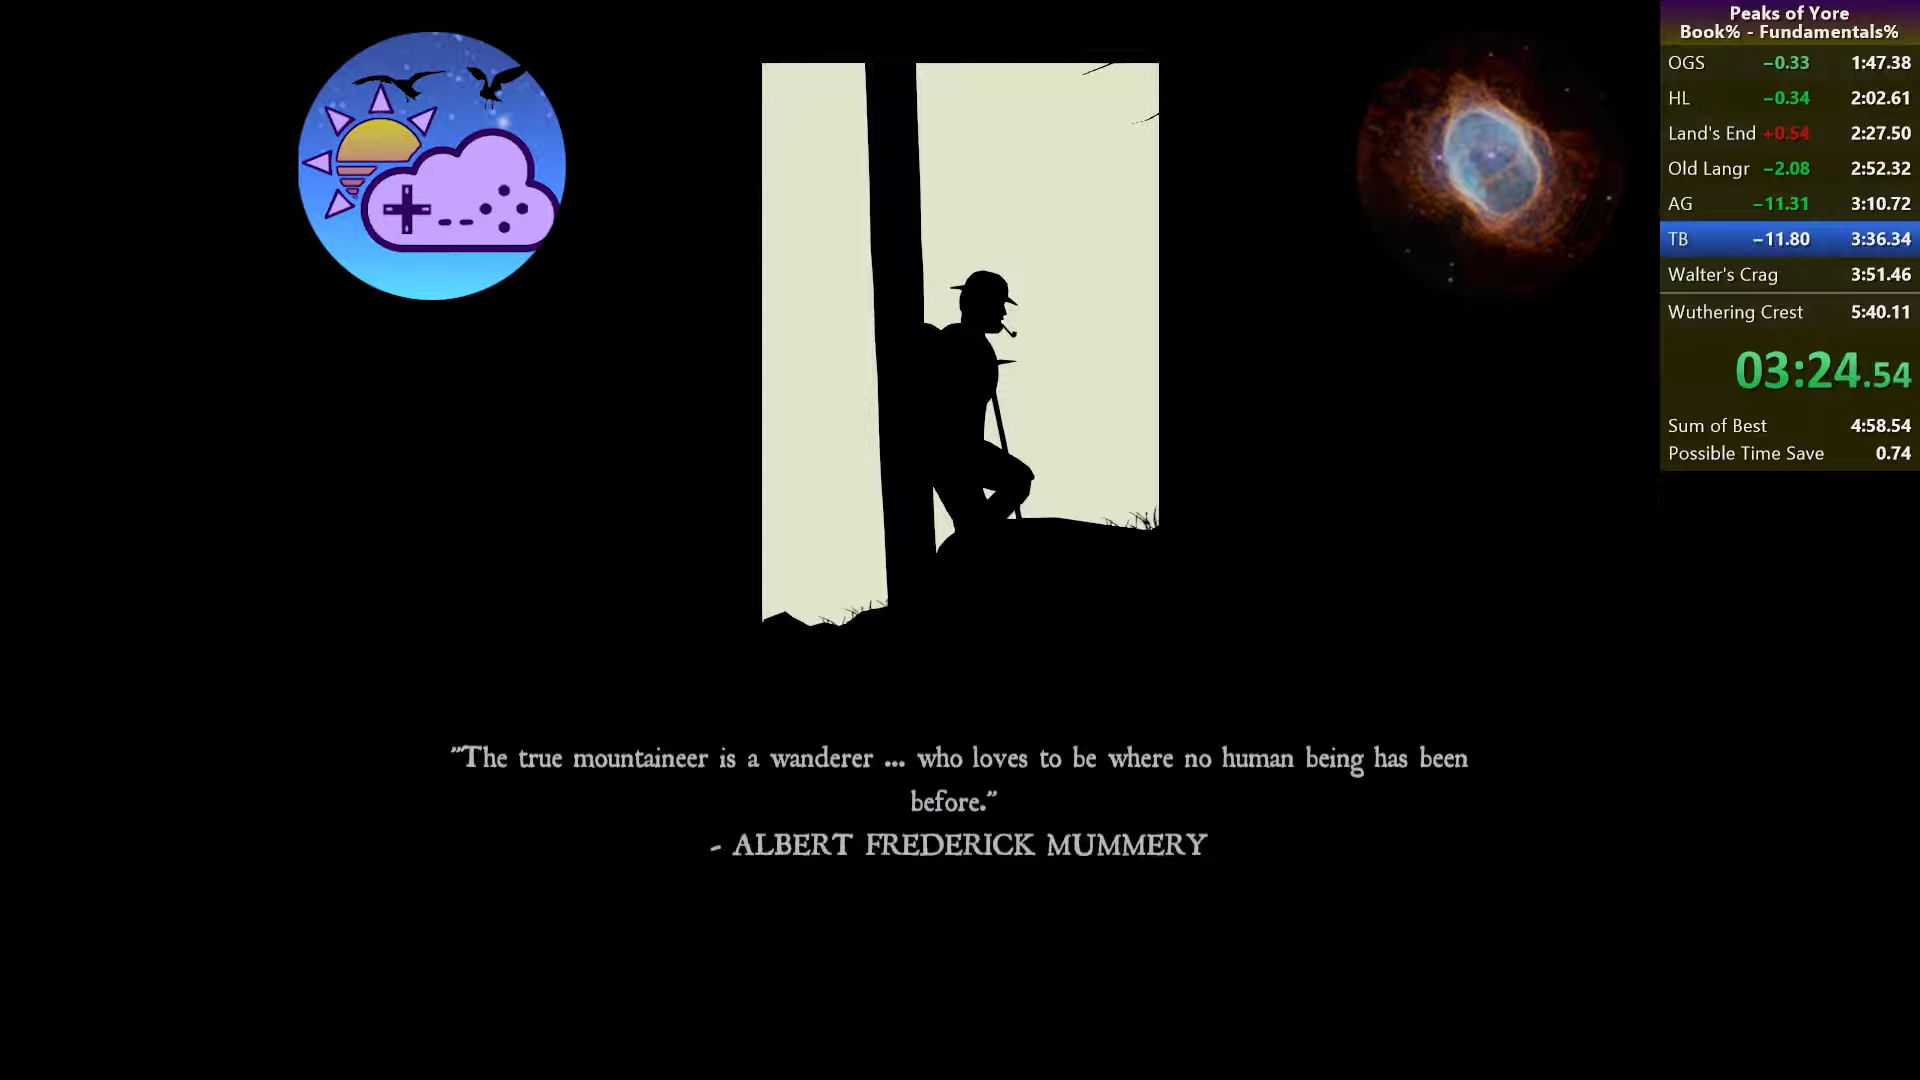 Peaks of Yore
Book% - Fundamentals%
OGS -0.33 1:47.38
HL -0.34 2:02.61
Land's End +0.54 2:27.50
Old Langr -2.08 2:52.32
AG -11.31 3:10.72
TB -11.80 3:36.34
Walter's Crag 3:51.46
Wuthering Crest 5:40.11
03:24.54
Sum of Best 4:58.54
Possible Time Save 0.74
"The true mountaineer is a wanderer ... who loves to be where no human being has been
before."
- ALBERT FREDERICK MUMMERY